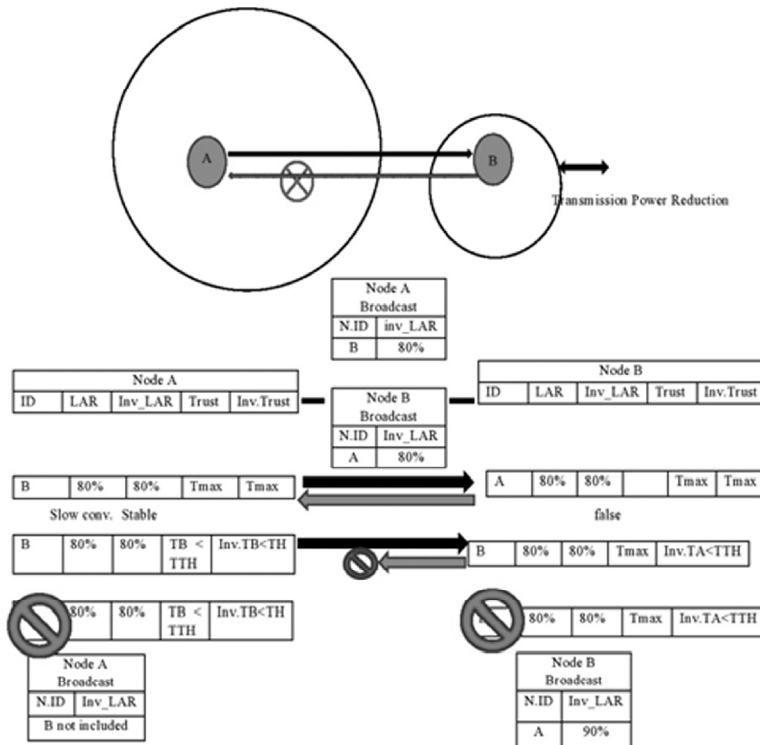 A
B
Transmission Power Reduction
Node A
Broadcast
N.ID inv_LAR
B 80%
Node A
ID LAR Inv_LAR Trust Inv.Trust
Node B
Broadcast
N.ID Inv_LAR
A 80%
Node B
ID LAR Inv_LAR Trust Inv.Trust
B 80% 80% Tmax Tmax
A 80% 80% Tmax Tmax
Slow conv. Stable
false
B 80% 80% TB < TTH Inv.TB<TH
B 80% 80% Tmax Inv.TA<TTH
80% 80% TB < TTH Inv.TB<TH
80% 80% Tmax Inv.TA<TTH
Node A
Broadcast
N.ID Inv_LAR
B not included
Node B
Broadcast
N.ID Inv_LAR
A 90%